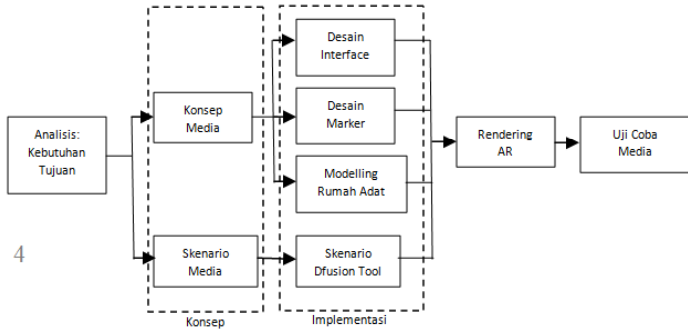 Analisis:
Kebutuhan
Tujuan
Konsep
Media
Skenario
Media
Konsep
Desain
Interface
Desain
Marker
Modelling
Rumah Adat
Skenario
Dfusion Tool
Implementasi
Rendering
AR
Uji Coba
Media
4